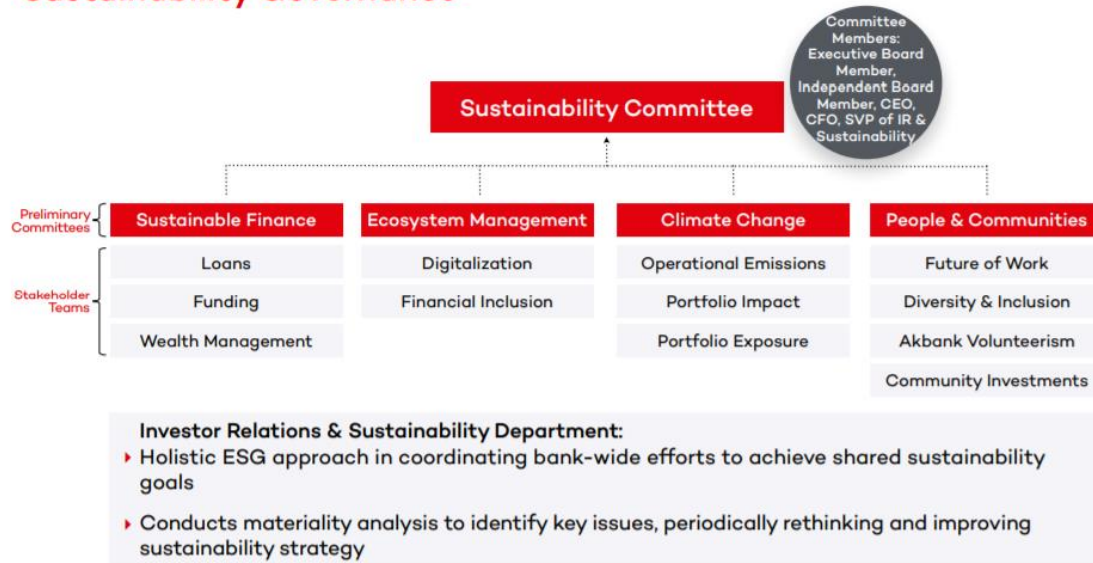 Sustainability Governance
Committee
Members:
Executive Board
Member,
Independent Board
Member, CEO,
CFO, SVP of IR &
Sustainability
Sustainability Committee
Preliminary
Committees
Sustainable Finance
Ecosystem Management
Climate Change
People & Communities
Stakeholder
Teams
Loans
Digitalization
Operational Emissions
Future of Work
Funding
Financial Inclusion
Portfolio Impact
Diversity & Inclusion
Wealth Management
Portfolio Exposure
Akbank Volunteerism
Community Investments
Investor Relations & Sustainability Department:
Holistic ESG approach in coordinating bank-wide efforts to achieve shared sustainability
goals
Conducts materiality analysis to identify key issues, periodically rethinking and improving
sustainability strategy